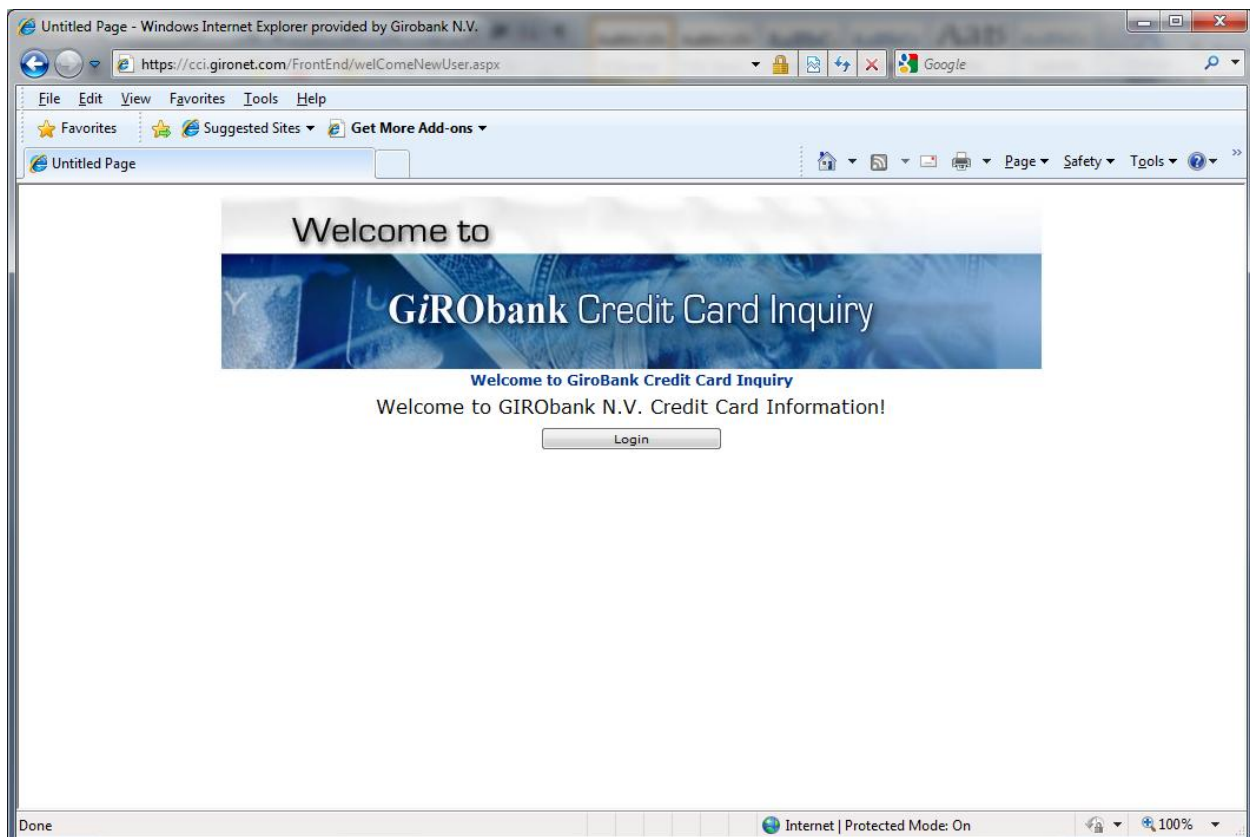 Untitled Page - Windows Internet Explorer provided by Girobank N.V.
https://cci.gironet.com/FrontEnd/welComeNewUser.aspx
Google
File Edit View Favorites Tools Help
Favorites Suggested Sites Get More Add-ons
Untitled Page
Page Safety Tools
Welcome to
GiRObank Credit Card Inquiry
Welcome to GiroBank Credit Card Inquiry
Welcome to GIRObank N.V. Credit Card Information!
Login
Done
Internet | Protected Mode: On
100%